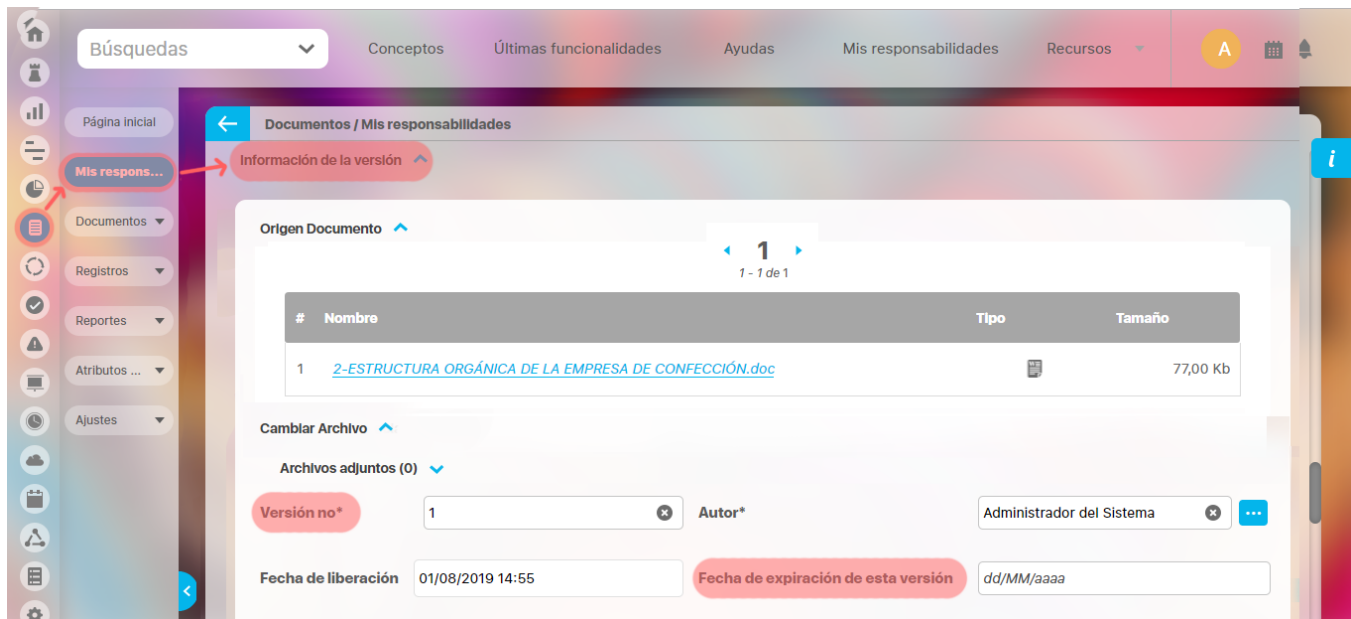 Búsquedas
Conceptos
Últimas funcionalidades
Ayudas
Mis responsabilidades
Recursos
A
Página inicial
Mis respons...
Documentos
Registros
Reportes
Atributos ...
Ajustes
Documentos / Mis responsabilidades
i
Información de la versión
Origen Documento
1
1 - 1 de 1
# Nombre Tipo Tamaño
1 2-ESTRUCTURA ORGÁNICA DE LA EMPRESA DE CONFECCIÓN.doc 77,00 Kb
Cambiar Archivo
Archivos adjuntos (0)
Versión no* 1 Autor* Administrador del Sistema ...
Fecha de liberación 01/08/2019 14:55 Fecha de expiración de esta versión dd/MM/aaaa